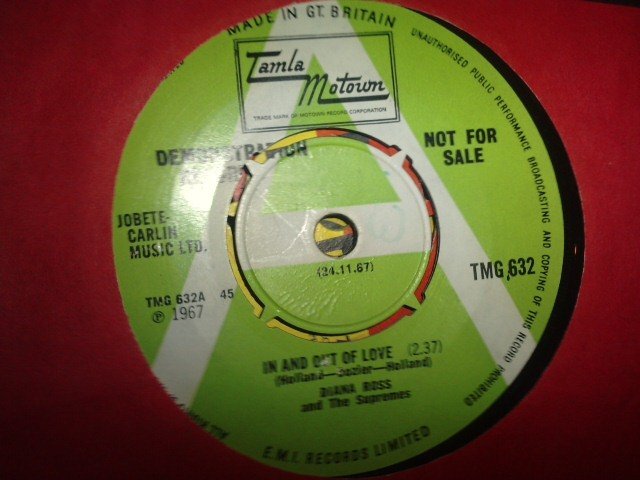 MADE IN GT. BRITAIN
UNAUTHORISED PUBLIC PERFORMANCE BROADCASTING AND COPYING OF THIS RECORD PROHIBITED
Tamla
Motown
TRADE MARK OF MOTOWN RECORD CORPORATION
DEMONSTRATION
NOT FOR
SALE
JOBETE-
CARLIN
MUSIC LTD.
(24.11.67)
TMG 632
TMG 632A 45
℗ 1967
IN AND OUT OF LOVE (2.37)
(Holland—Dozier—Holland)
DIANA ROSS
and The Supremes
E.M.I. RECORDS LIMITED